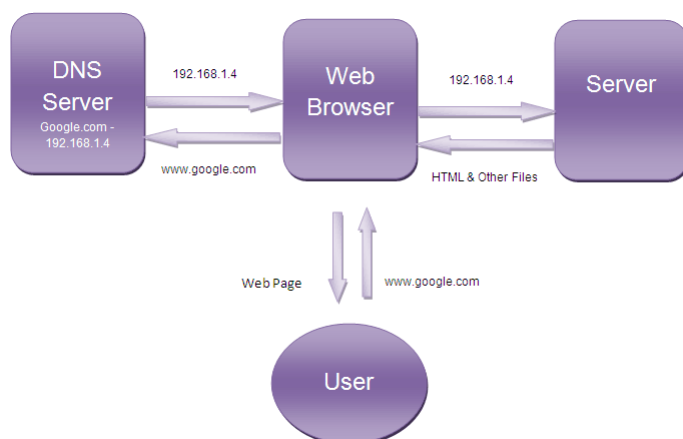 DNS
Server
Google.com -
192.168.1.4
192.168.1.4
www.google.com
Web
Browser
192.168.1.4
HTML & Other Files
Server
Web Page
www.google.com
User